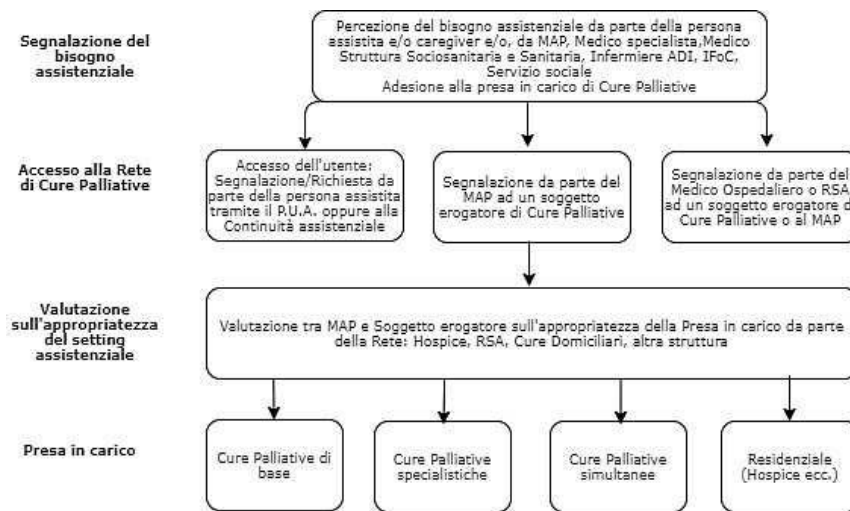 Segnalazione del
bisogno
assistenziale
Percezione del bisogno assistenziale da parte della persona
assistita e/o caregiver e/o, da MAP, Medico specialista,Medico
Struttura Sociosanitaria e Sanitaria, Infermiere ADI, IFoC,
Servizio sociale
Adesione alla presa in carico di Cure Palliative
Accesso alla Rete
di Cure Palliative
Accesso dell'utente:
Segnalazione/Richiesta da
parte della persona assistita
tramite il P.U.A. oppure alla
Continuità assistenziale
Segnalazione da parte del
MAP ad un soggetto
erogatore di Cure Palliative
Segnalazione da parte del
Medico Ospedaliero o RSA
ad un soggetto erogatore d
Cure Palliative o al MAP
Valutazione
sull'appropriatezza
del setting
assistenziale
Valutazione tra MAP e Soggetto erogatore sull'appropriatezza della Presa in carico da parte
della Rete: Hospice, RSA, Cure Domiciliari, altra struttura
Presa in carico
Cure Palliative di
base
Cure Palliative
specialistiche
Cure Palliative
simultanee
Residenziale
(Hospice ecc.)